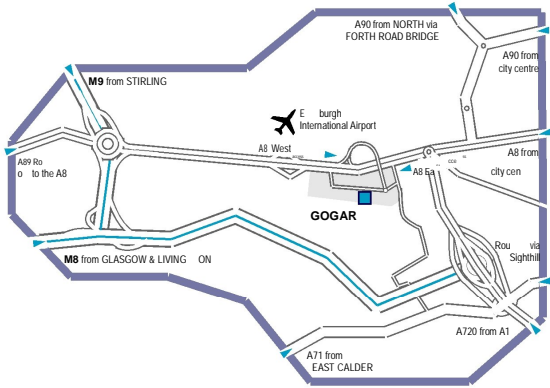 A90 from NORTH via
FORTH ROAD BRIDGE
A90 from
city centre
M9 from STIRLING
E burgh
International Airport
A8 West
A89 Ro
o to the A8
A8 Ea
A8 from
city cen
GOGAR
Rou via
Sighthill
M8 from GLASGOW & LIVING ON
A720 from A1
A71 from
EAST CALDER